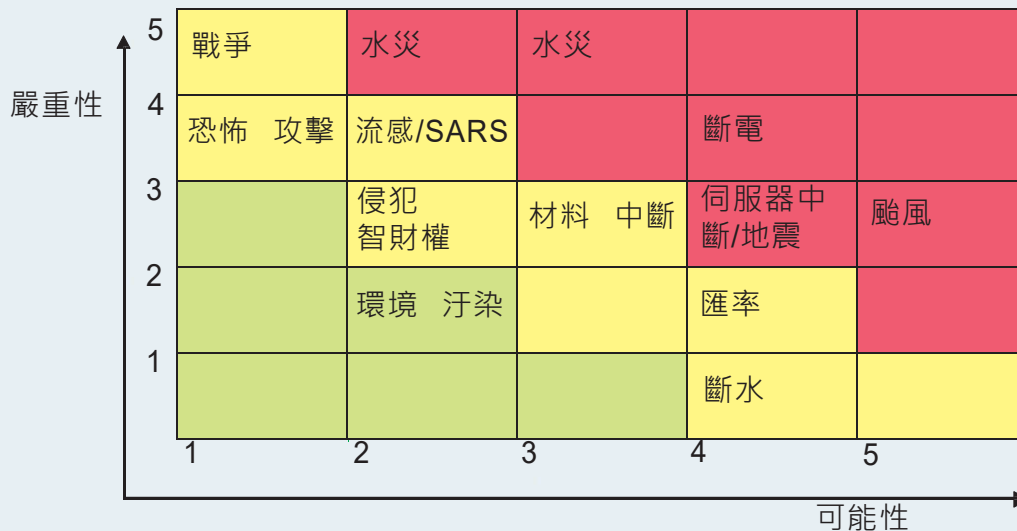 5
戰爭
水災
水災
嚴重性
4
恐怖 攻擊
流感/SARS
斷電
3
侵犯
智財權
材料 中斷
伺服器中
斷/地震
颱風
2
環境 汙染
匯率
1
斷水
1
2
3
4
5
可能性